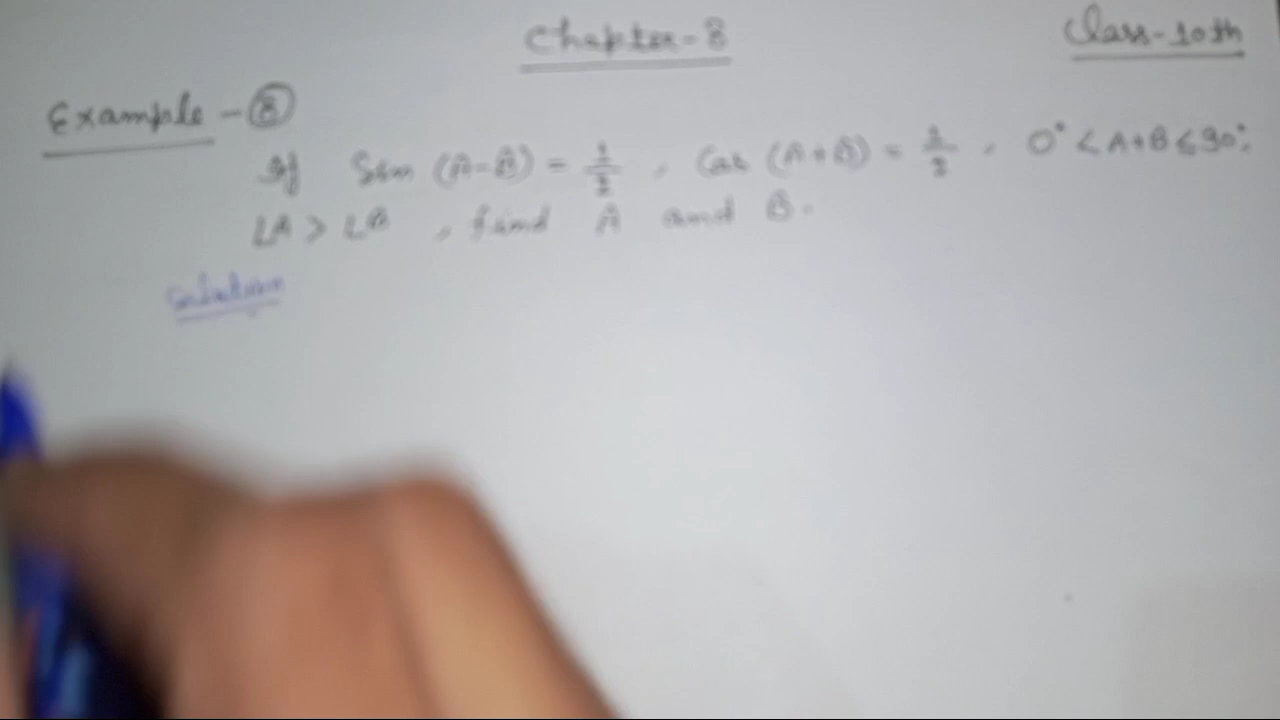 Chapter-8
Class-10th
Example-⑧
If Sin (A-B) = 1/2, Cos (A+B) = 1/2, 0° < A+B ≤ 90°,
∠A > ∠B, find A and B.
solution